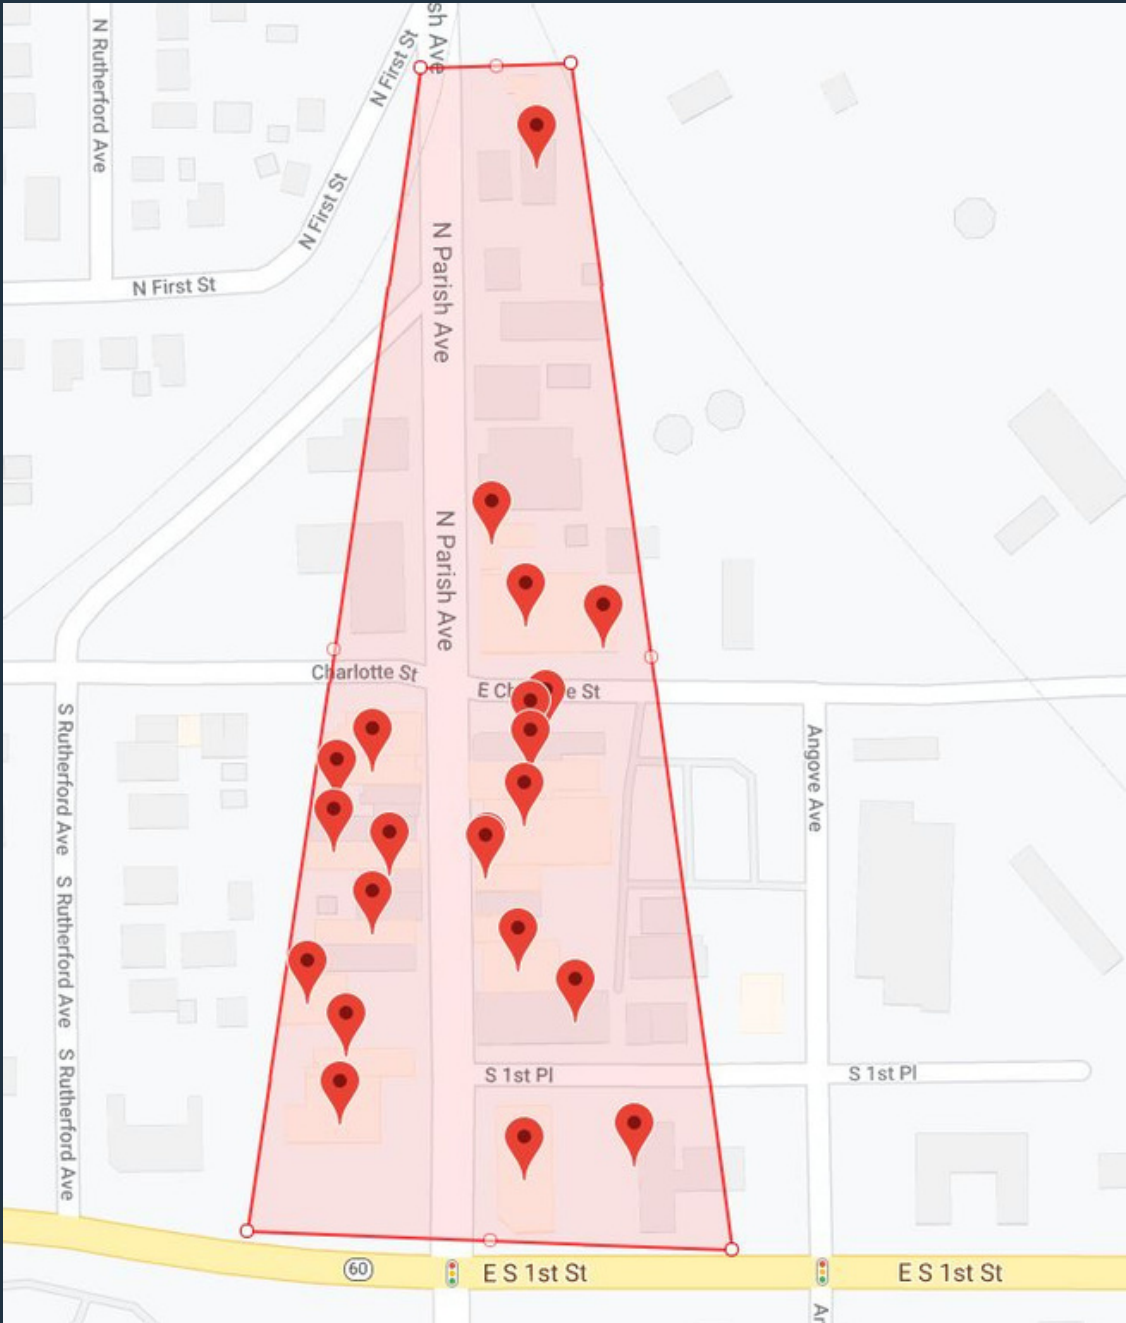 sh Ave
N Rutherford Ave
N First St
N First St
N First St
N Parish Ave
N Parish Ave
Charlotte St
E Ch
e St
S Rutherford Ave
S Rutherford Ave
S Rutherford Ave
Angove Ave
S 1st Pl
S 1st Pl
60
E S 1st St
E S 1st St
Ar